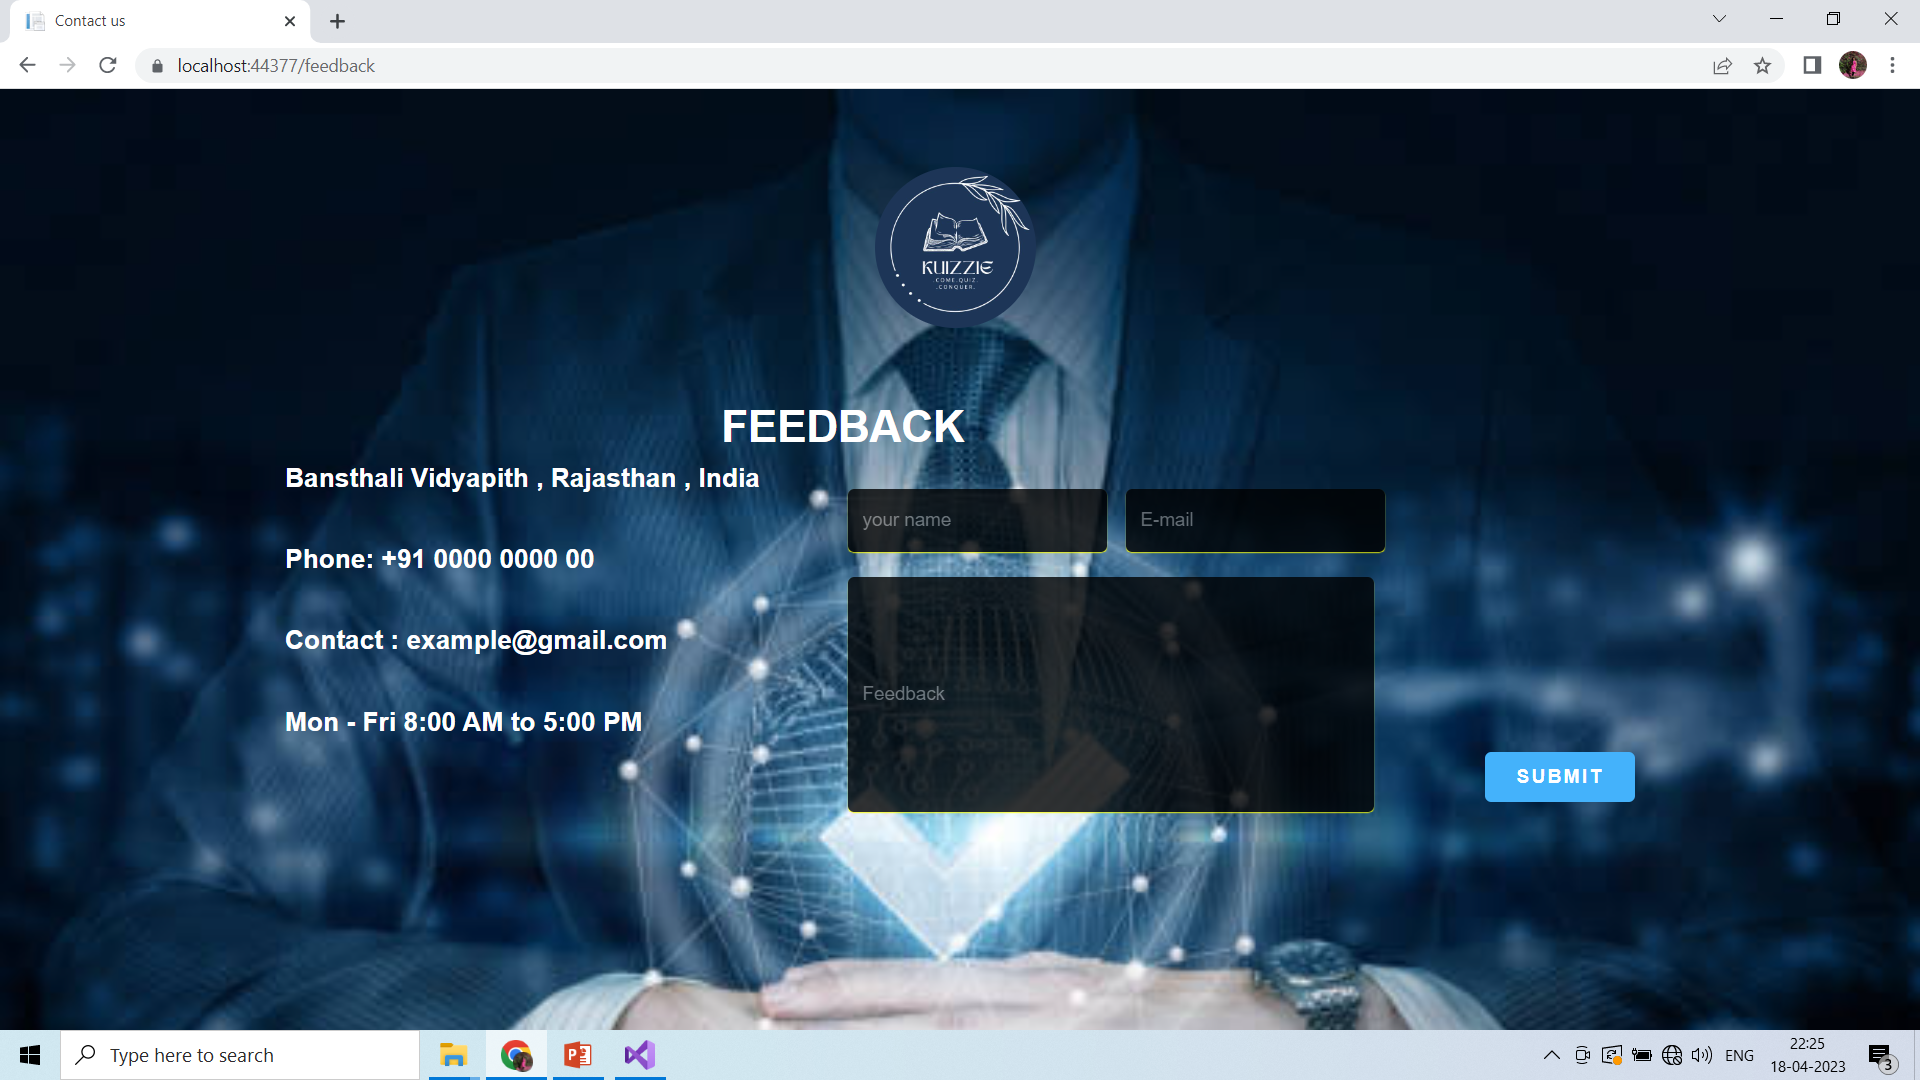 Contact us
localhost:44377/feedback
KUIZZIE
.COME.QUIZ.
.CONQUER.
FEEDBACK
Bansthali Vidyapith , Rajasthan , India
your name
E-mail
Phone: +91 0000 0000 00
Contact : example@gmail.com
Feedback
Mon - Fri 8:00 AM to 5:00 PM
SUBMIT
Type here to search
ENG
22:25
18-04-2023
3